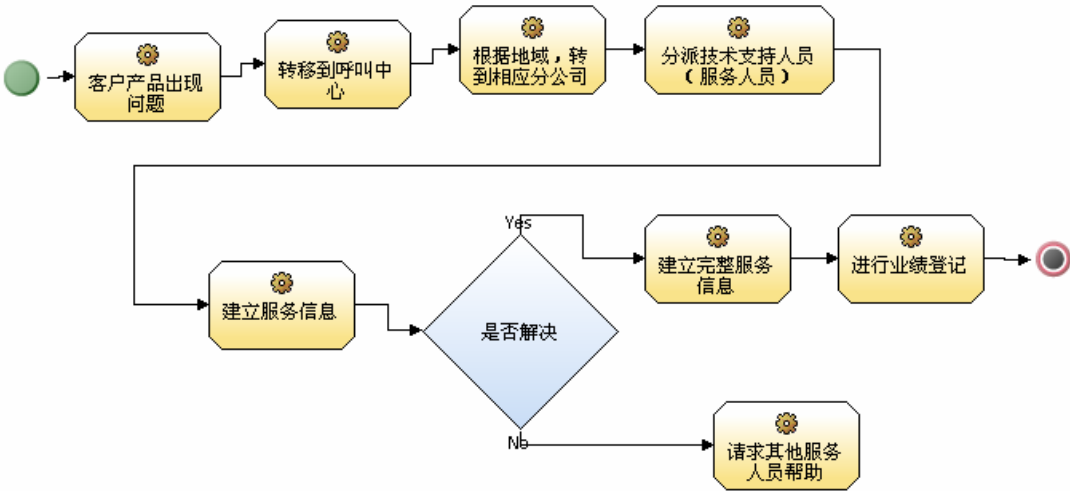 客户产品出现
问题
转移到呼叫中
心
根据地域，转
到相应分公司
分派技术支持人员
（服务人员）
建立服务信息
是否解决
Yes
建立完整服务
信息
进行业绩登记
No
请求其他服务
人员帮助